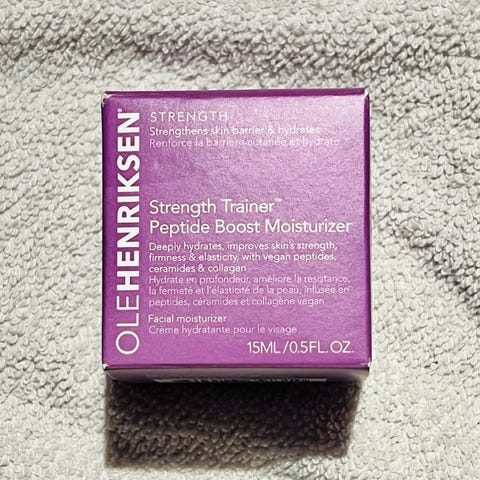 OLEHENRIKSEN®
STRENGTH
Strengthens skin barrier & hydrates
Renforce la barrière cutanée et hydrate
Strength Trainer™
Peptide Boost Moisturizer
Deeply hydrates, improves skin's strength,
firmness & elasticity, with vegan peptides,
ceramides & collagen
Hydrate en profondeur, améliore la résistance,
la fermeté et l'élasticité de la peau, infusée en
peptides, céramides et collagène vegan
Facial moisturizer
Crème hydratante pour le visage
15ML/0.5FL.OZ.